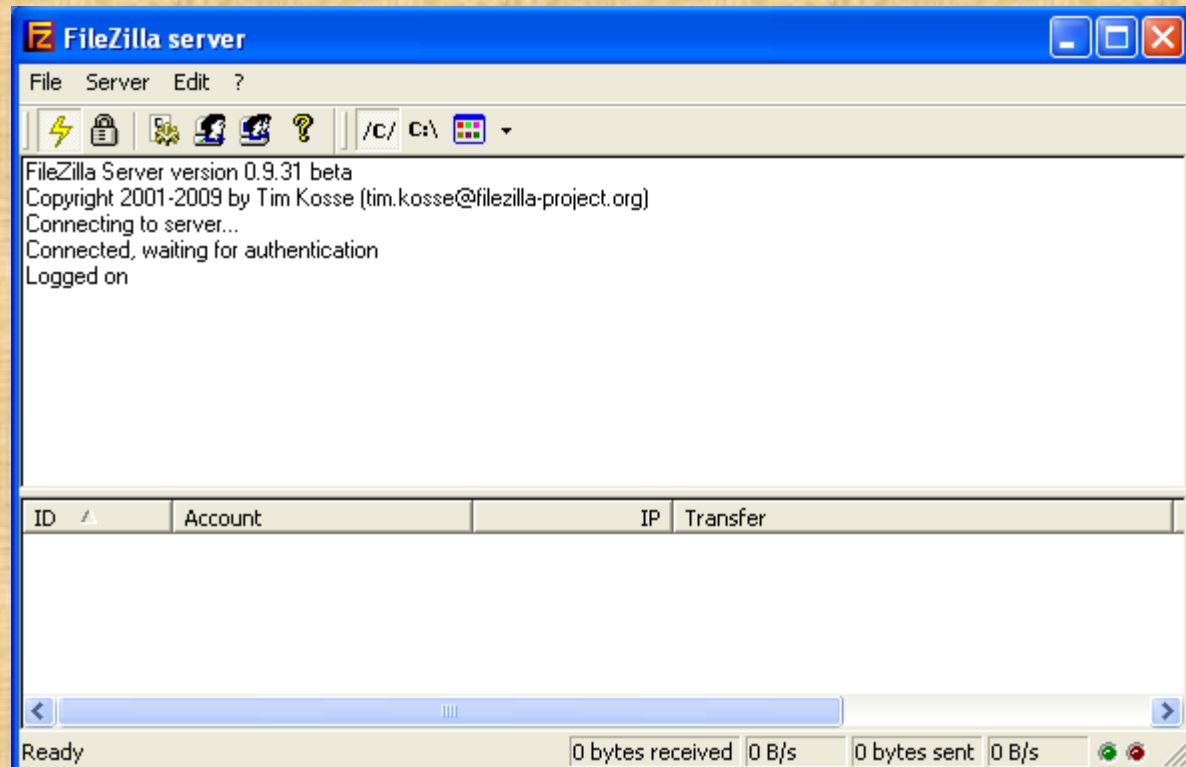 FZ FileZilla server
File Server Edit ?
/C/ C:\
FileZilla Server version 0.9.31 beta
Copyright 2001-2009 by Tim Kosse (tim.kosse@filezilla-project.org)
Connecting to server...
Connected, waiting for authentication
Logged on
ID Account IP Transfer
Ready 0 bytes received 0 B/s 0 bytes sent 0 B/s